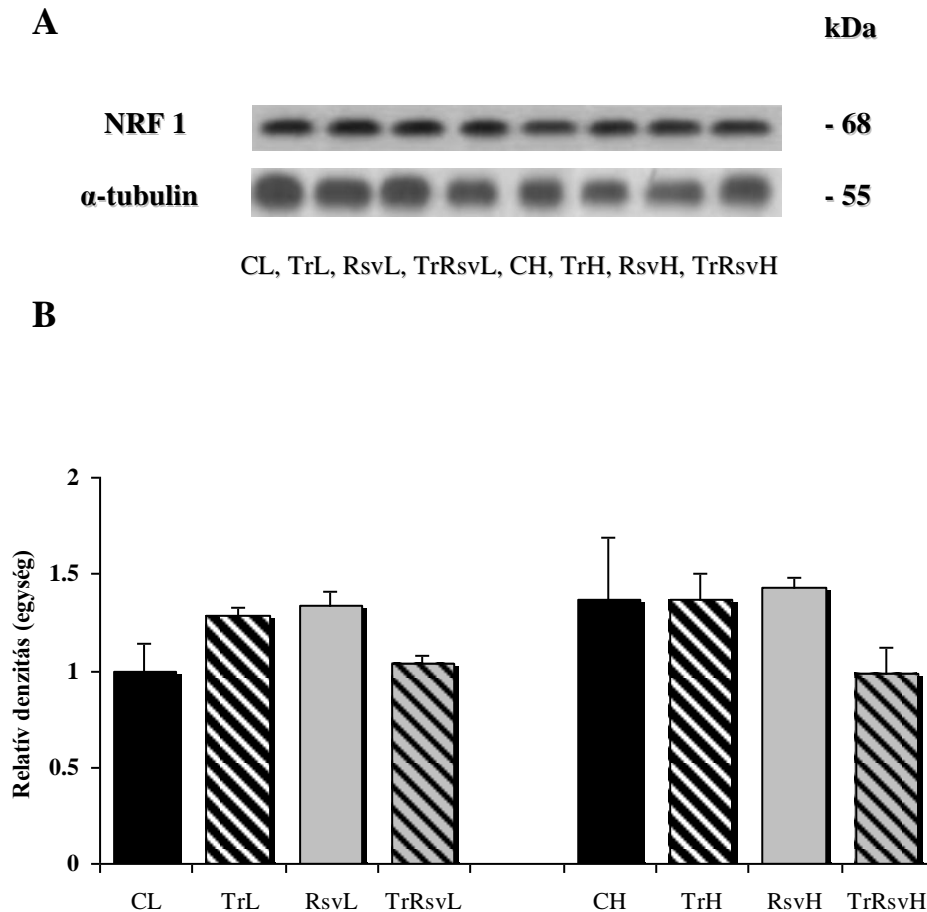 A
kDa
NRF 1
- 68
α-tubulin
- 55
CL, TrL, RsvL, TrRsvL, CH, TrH, RsvH, TrRsvH
B
Relatív denzitás (egység)
2
1.5
1
0.5
0
CL TrL RsvL TrRsvL CH TrH RsvH TrRsvH